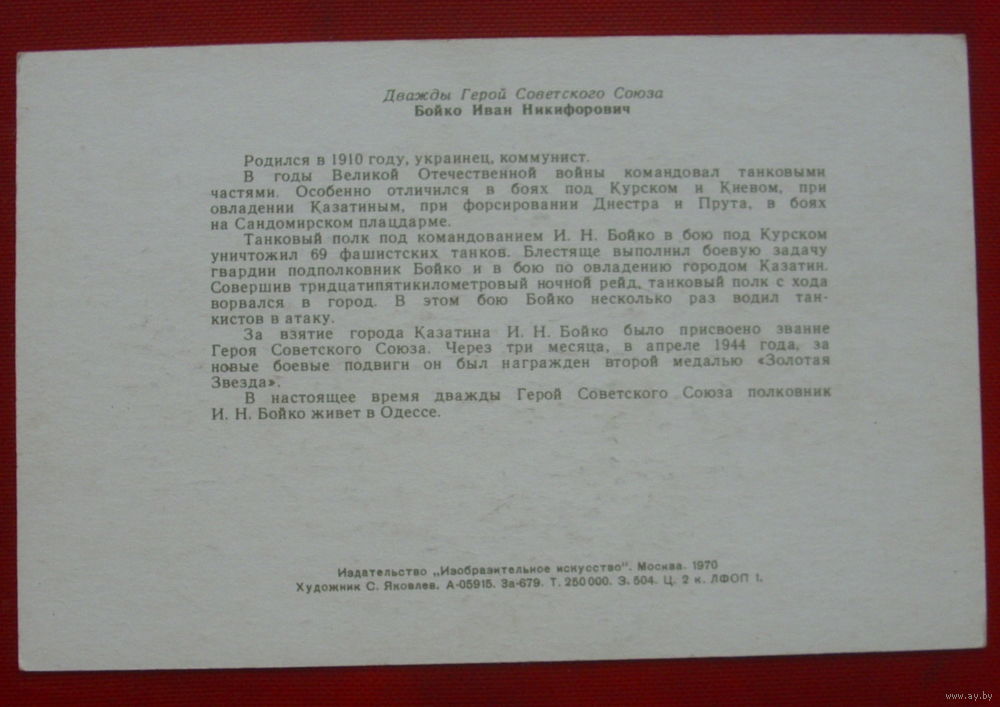 Дважды Герой Советского Союза
Бойко Иван Никифорович
Родился в 1910 году, украинец, коммунист.
В годы Великой Отечественной войны командовал танковыми
частями. Особенно отличился в боях под Курском и Киевом, при
овладении Казатиным, при форсировании Днестра и Прута, в боях
на Сандомирском плацдарме.
Танковый полк под командованием И. Н. Бойко в бою под Курском
уничтожил 69 фашистских танков. Блестяще выполнил боевую задачу
гвардии подполковник Бойко и в бою по овладению городом Казатин.
Совершив тридцатипятикилометровый ночной рейд, танковый полк с хода
ворвался в город. В этом бою Бойко несколько раз водил тан-
кистов в атаку.
За взятие города Казатина И. Н. Бойко было присвоено звание
Героя Советского Союза. Через три месяца, в апреле 1944 года, за
новые боевые подвиги он был награжден второй медалью «Золотая
Звезда».
В настоящее время дважды Герой Советского Союза полковник
И. Н. Бойко живет в Одессе.
Издательство „Изобразительное искусство". Москва. 1970
Художник С. Яковлев. А-05915. За-679. Т. 250000. З. 504. Ц. 2 к. ЛФОП 1.
www.ay.by